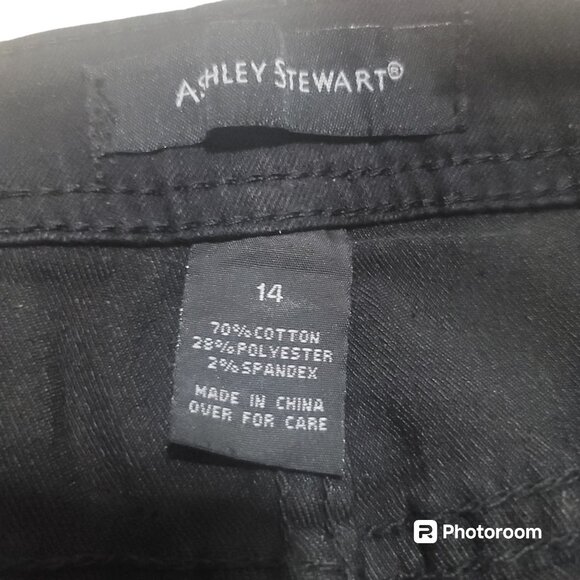 ASHLEY STEWART®
14
70%COTTON
28%POLYESTER
2%SPANDEX
MADE IN CHINA
OVER FOR CARE
Photoroom